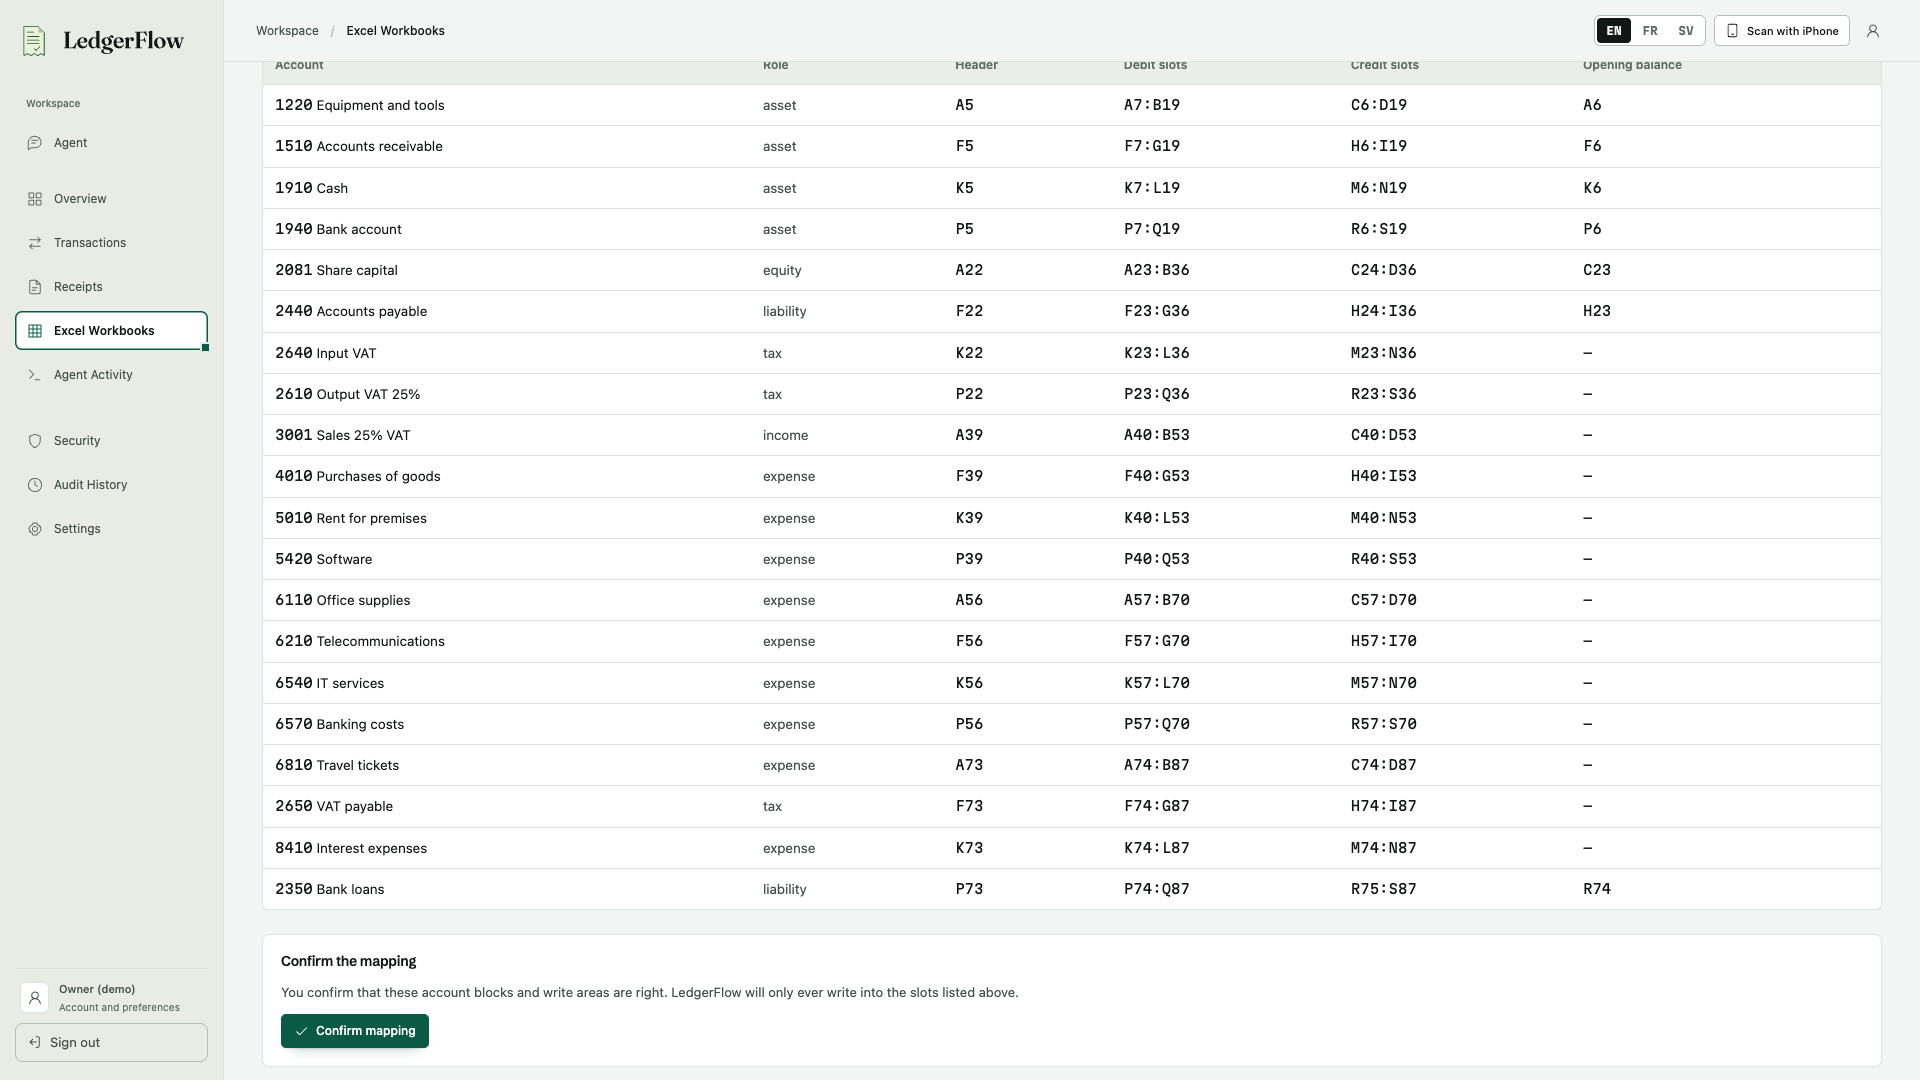 LedgerFlow
Workspace / Excel Workbooks
EN FR SV
Scan with iPhone
Workspace
Agent
Overview
Transactions
Receipts
Excel Workbooks
Agent Activity
Security
Audit History
Settings
Owner (demo)
Account and preferences
Sign out
Account Role Header Debit slots Credit slots Opening balance
1220 Equipment and tools asset A5 A7:B19 C6:D19 A6
1510 Accounts receivable asset F5 F7:G19 H6:I19 F6
1910 Cash asset K5 K7:L19 M6:N19 K6
1940 Bank account asset P5 P7:Q19 R6:S19 P6
2081 Share capital equity A22 A23:B36 C24:D36 C23
2440 Accounts payable liability F22 F23:G36 H24:I36 H23
2640 Input VAT tax K22 K23:L36 M23:N36 —
2610 Output VAT 25% tax P22 P23:Q36 R23:S36 —
3001 Sales 25% VAT income A39 A40:B53 C40:D53 —
4010 Purchases of goods expense F39 F40:G53 H40:I53 —
5010 Rent for premises expense K39 K40:L53 M40:N53 —
5420 Software expense P39 P40:Q53 R40:S53 —
6110 Office supplies expense A56 A57:B70 C57:D70 —
6210 Telecommunications expense F56 F57:G70 H57:I70 —
6540 IT services expense K56 K57:L70 M57:N70 —
6570 Banking costs expense P56 P57:Q70 R57:S70 —
6810 Travel tickets expense A73 A74:B87 C74:D87 —
2650 VAT payable tax F73 F74:G87 H74:I87 —
8410 Interest expenses expense K73 K74:L87 M74:N87 —
2350 Bank loans liability P73 P74:Q87 R75:S87 R74
Confirm the mapping
You confirm that these account blocks and write areas are right. LedgerFlow will only ever write into the slots listed above.
Confirm mapping